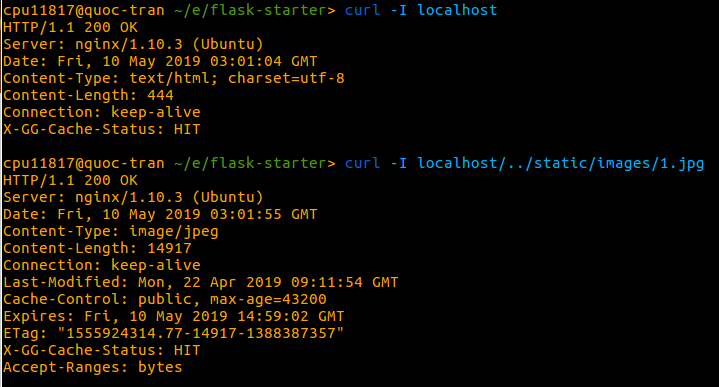 cpu11817@quoc-tran ~/e/flask-starter> curl -I localhost
HTTP/1.1 200 OK
Server: nginx/1.10.3 (Ubuntu)
Date: Fri, 10 May 2019 03:01:04 GMT
Content-Type: text/html; charset=utf-8
Content-Length: 444
Connection: keep-alive
X-GG-Cache-Status: HIT
cpu11817@quoc-tran ~/e/flask-starter> curl -I localhost/../static/images/1.jpg
HTTP/1.1 200 OK
Server: nginx/1.10.3 (Ubuntu)
Date: Fri, 10 May 2019 03:01:55 GMT
Content-Type: image/jpeg
Content-Length: 14917
Connection: keep-alive
Last-Modified: Mon, 22 Apr 2019 09:11:54 GMT
Cache-Control: public, max-age=43200
Expires: Fri, 10 May 2019 14:59:02 GMT
ETag: "1555924314.77-14917-1388387357"
X-GG-Cache-Status: HIT
Accept-Ranges: bytes